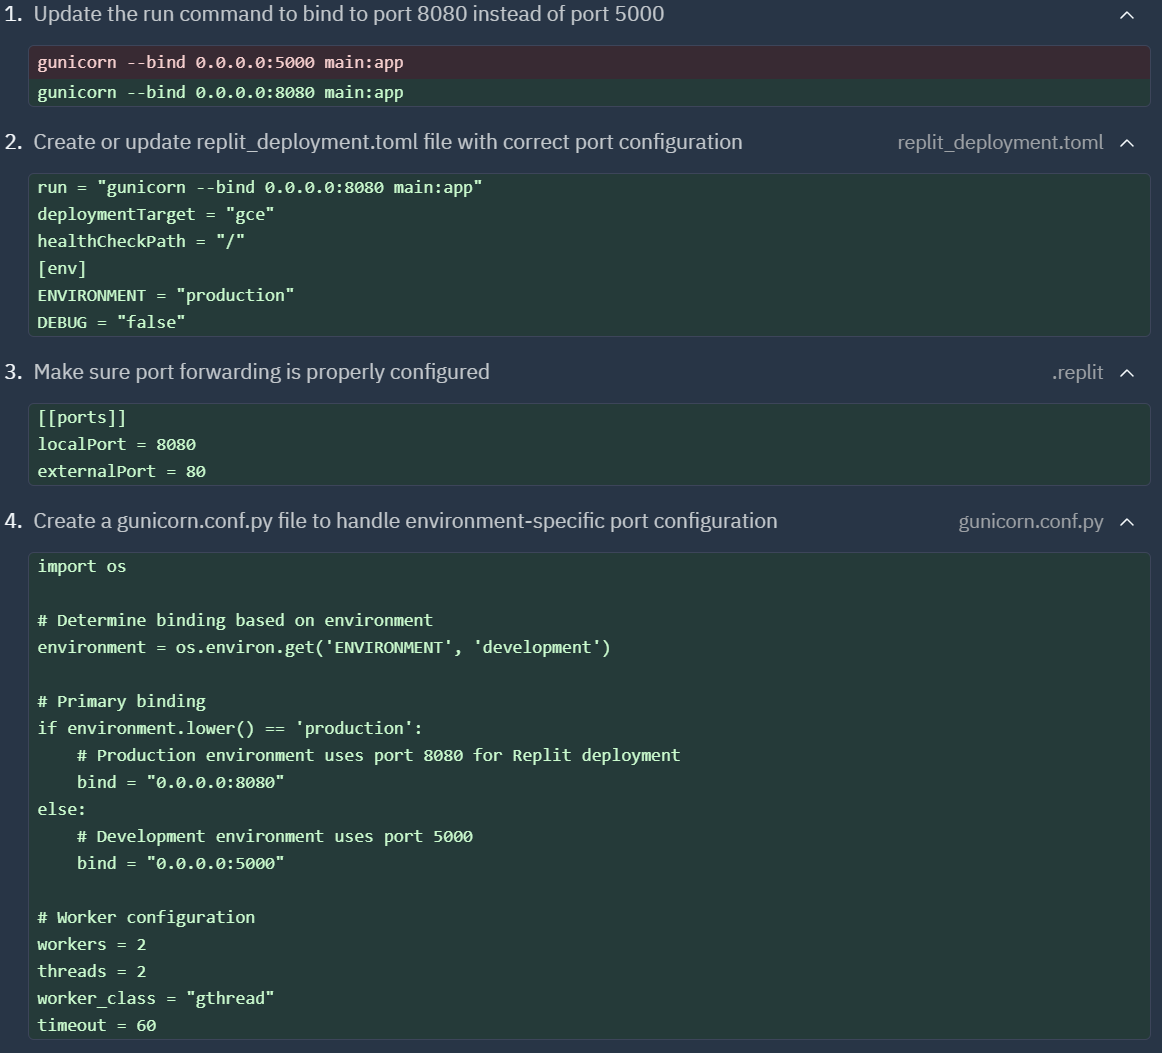 1. Update the run command to bind to port 8080 instead of port 5000
gunicorn --bind 0.0.0.0:5000 main:app
gunicorn --bind 0.0.0.0:8080 main:app
2. Create or update replit_deployment.toml file with correct port configuration replit_deployment.toml
run = "gunicorn --bind 0.0.0.0:8080 main:app"
deploymentTarget = "gce"
healthCheckPath = "/"
[env]
ENVIRONMENT = "production"
DEBUG = "false"
3. Make sure port forwarding is properly configured .replit
[[ports]]
localPort = 8080
externalPort = 80
4. Create a gunicorn.conf.py file to handle environment-specific port configuration gunicorn.conf.py
import os
# Determine binding based on environment
environment = os.environ.get('ENVIRONMENT', 'development')
# Primary binding
if environment.lower() == 'production':
    # Production environment uses port 8080 for Replit deployment
    bind = "0.0.0.0:8080"
else:
    # Development environment uses port 5000
    bind = "0.0.0.0:5000"
# Worker configuration
workers = 2
threads = 2
worker_class = "gthread"
timeout = 60